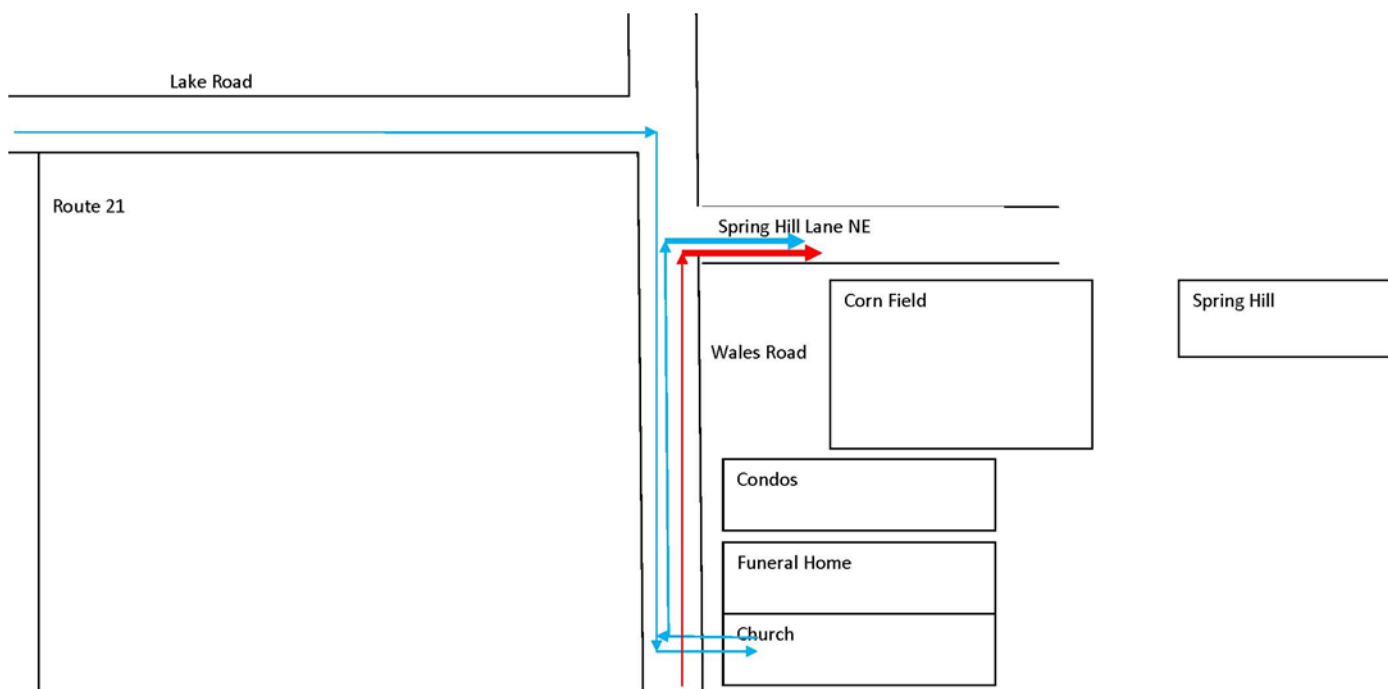 Lake Road
Route 21
Spring Hill Lane NE
Corn Field
Spring Hill
Wales Road
Condos
Funeral Home
Church